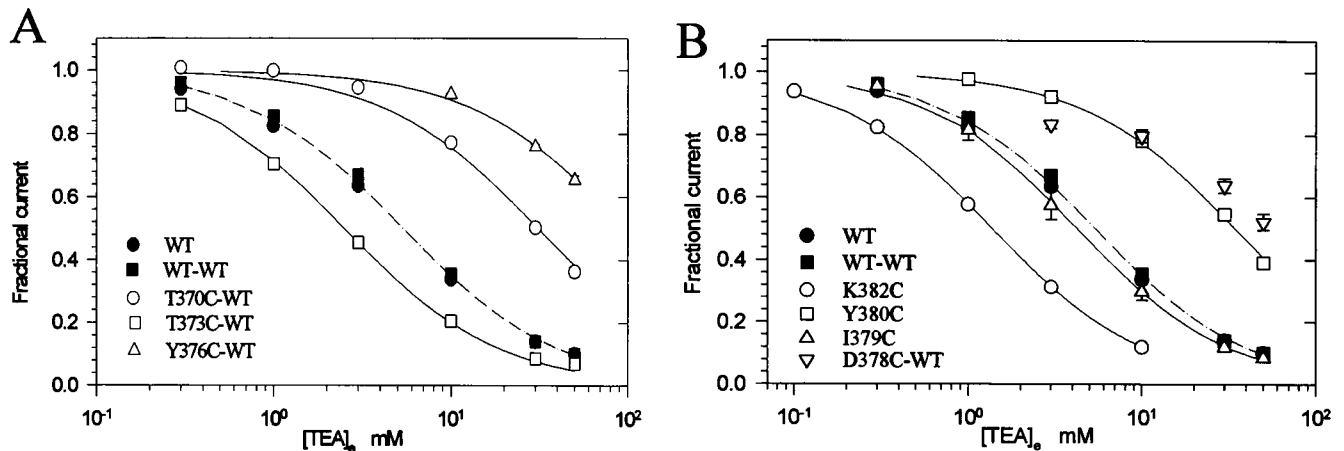 A
Fractional current
1.0
0.8
0.6
0.4
0.2
0.0
WT
WT-WT
T370C-WT
T373C-WT
Y376C-WT
10⁻¹ 10⁰ 10¹ 10²
mM
B
Fractional current
1.0
0.8
0.6
0.4
0.2
0.0
WT
WT-WT
K382C
Y380C
I379C
D378C-WT
10⁻¹ 10⁰ 10¹ 10²
[TEA]ₑ mM